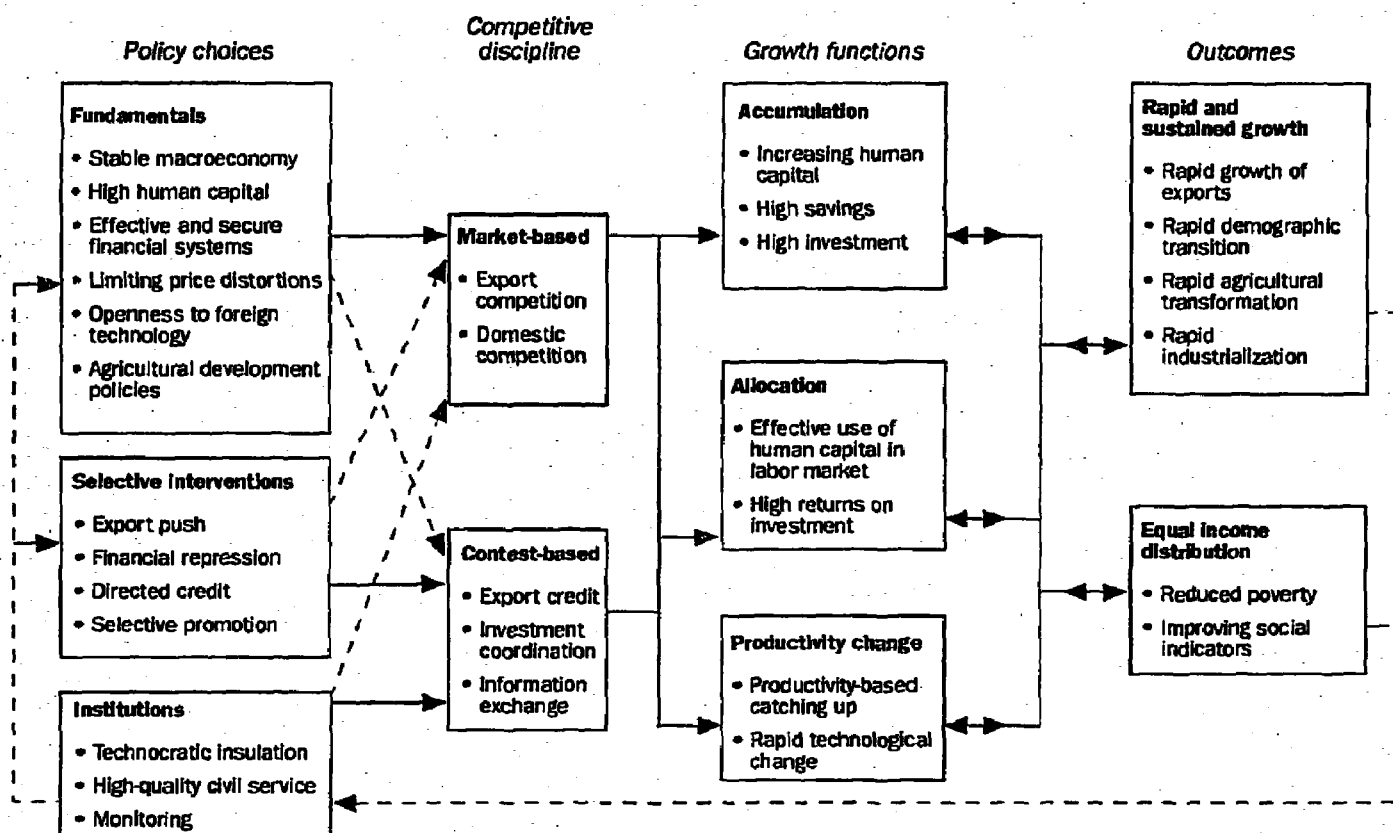 Policy choices
Competitive
discipline
Growth functions
Outcomes
Fundamentals
• Stable macroeconomy
• High human capital
• Effective and secure
financial systems
• Limiting price distortions
• Openness to foreign
technology
• Agricultural development
policies
Selective interventions
• Export push
• Financial repression
• Directed credit
• Selective promotion
Institutions
• Technocratic insulation
• High-quality civil service
• Monitoring
Market-based
• Export
competition
• Domestic
competition
Contest-based
• Export credit
• Investment
coordination
• Information
exchange
Accumulation
• Increasing human
capital
• High savings
• High investment
Allocation
• Effective use of
human capital in
labor market
• High returns on
investment
Productivity change
• Productivity-based
catching up
• Rapid technological
change
Rapid and
sustained growth
• Rapid growth of
exports
• Rapid demographic
transition
• Rapid agricultural
transformation
• Rapid
industrialization
Equal income
distribution
• Reduced poverty
• Improving social
indicators